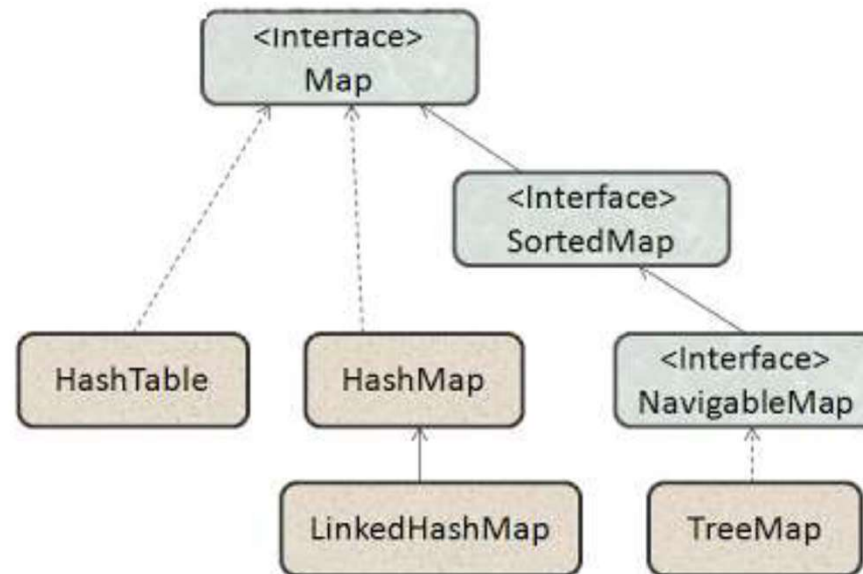 <Interface>
Map
<Interface>
SortedMap
HashTable
HashMap
<Interface>
NavigableMap
LinkedHashMap
TreeMap